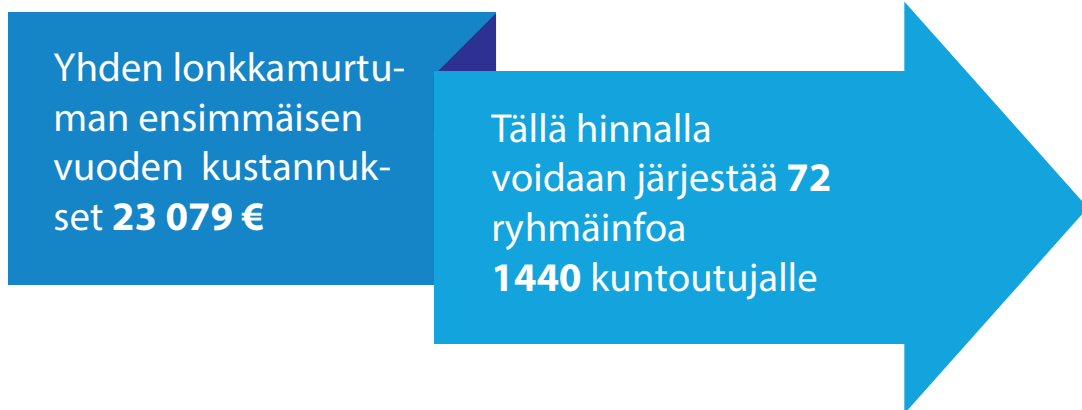 Yhden lonkkamurtu-
man ensimmäisen
vuoden kustannuk-
set 23 079 €
Tällä hinnalla
voidaan järjestää 72
ryhmäinfoa
1440 kuntoutujalle